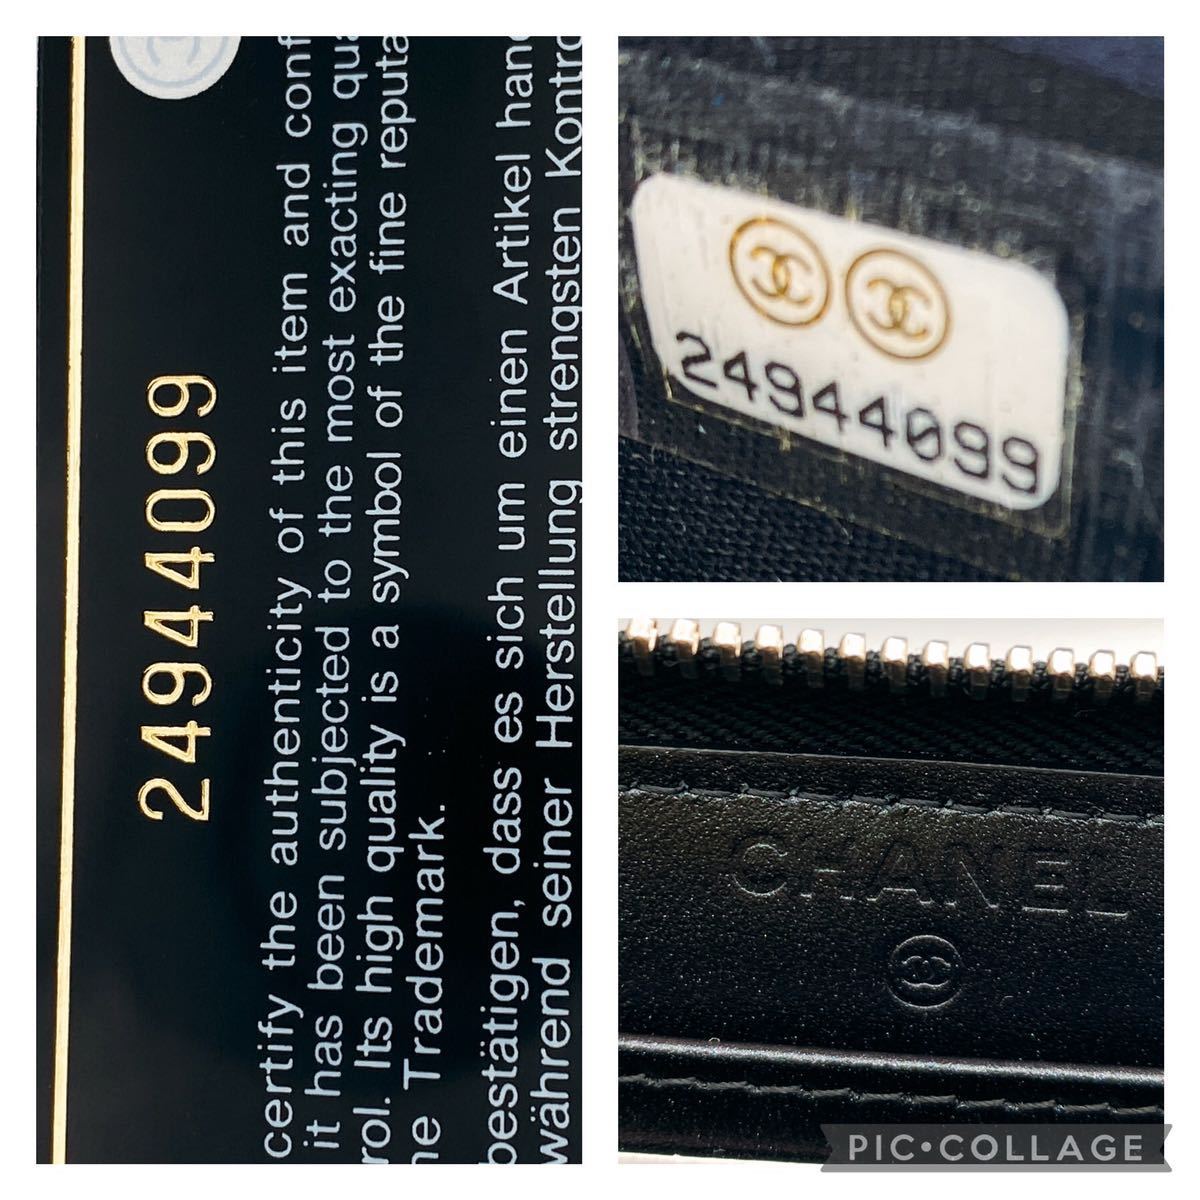 24944099
certify the authenticity of this item and conf
it has been subjected to the most exacting qua
rol. Its high quality is a symbol of the fine reputa
e Trademark.
bestätigen, dass es sich um einen Artikel hand
während seiner Herstellung strengsten Kontro
24944099
CHANEL
PIC•COLLAGE